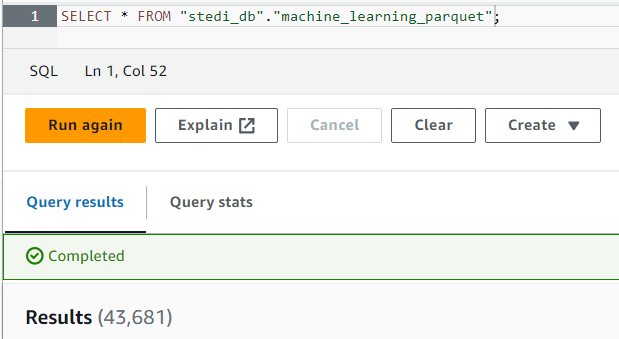 1 SELECT * FROM "stedi_db"."machine_learning_parquet";
SQL Ln 1, Col 52
Run again Explain Cancel Clear Create
Query results Query stats
Completed
Results (43,681)